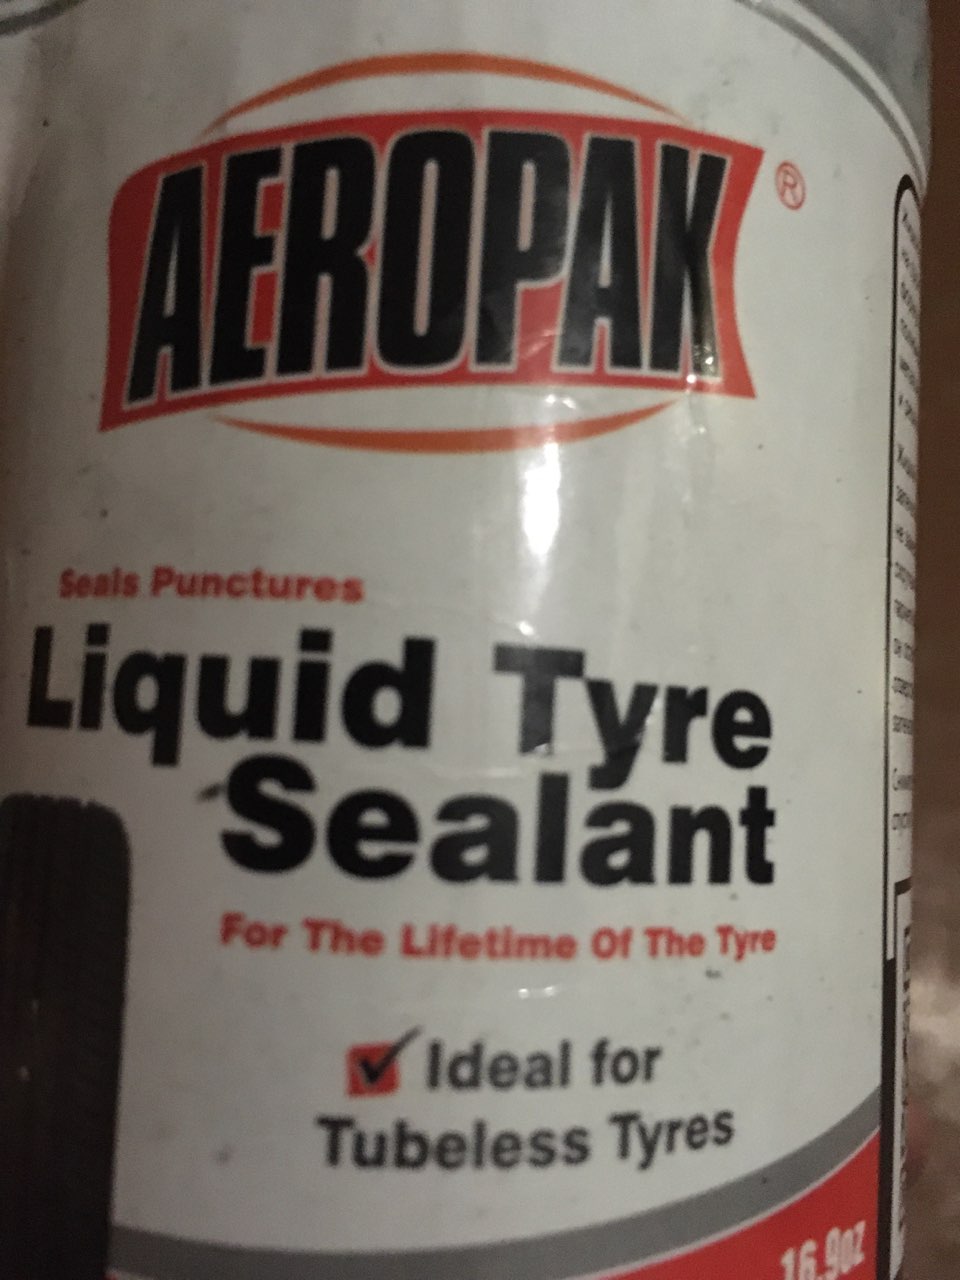 AEROPAK ®
Seals Punctures
Liquid Tyre
Sealant
For The Lifetime Of The Tyre
Ideal for
Tubeless Tyres
16.9oz